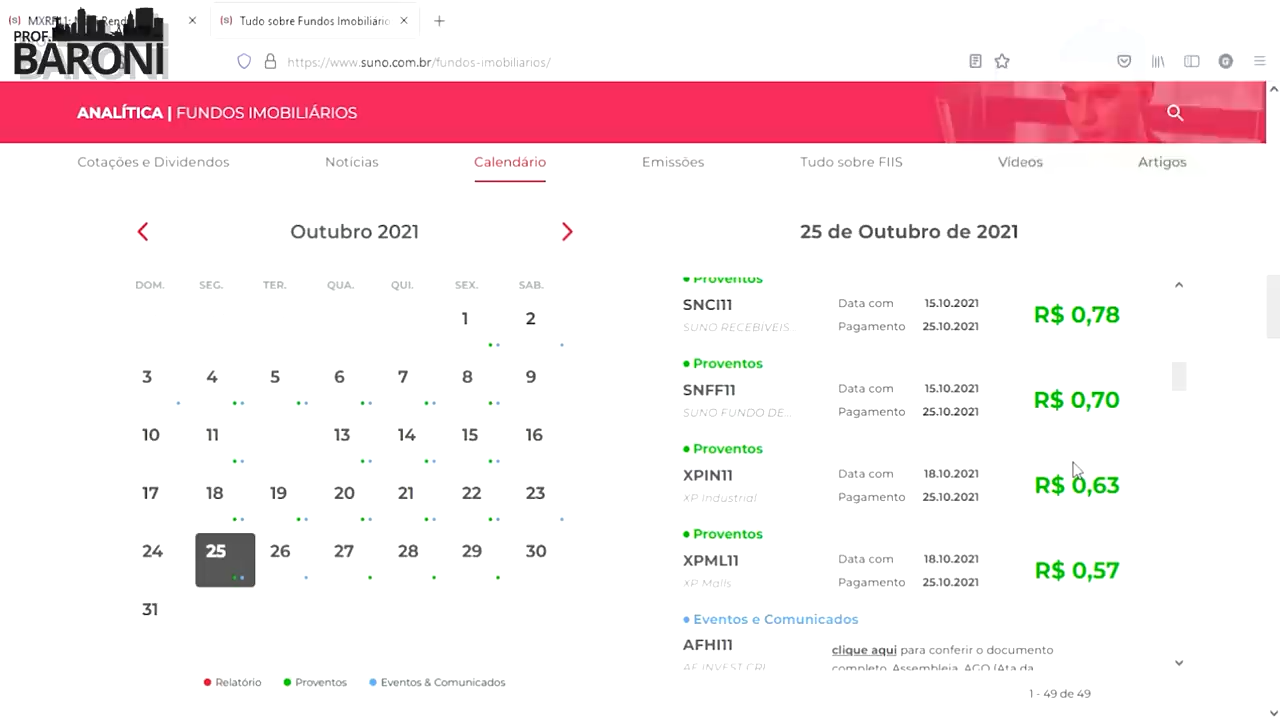 PROF.
BARONI
MXRF11: 
Tudo sobre Fundos Imobiliário
https://www.suno.com.br/fundos-imobiliarios/
ANALÍTICA | FUNDOS IMOBILIÁRIOS
Cotações e Dividendos Notícias Calendário Emissões Tudo sobre FIIS Vídeos Artigos
Outubro 2021
DOM. SEG. TER. QUA. QUI. SEX. SAB.
1 2
3 4 5 6 7 8 9
10 11 13 14 15 16
17 18 19 20 21 22 23
24 25 26 27 28 29 30
31
Relatório Proventos Eventos & Comunicados
25 de Outubro de 2021
Proventos
SNCI11 Data com 15.10.2021 R$ 0,78
SUNO RECEBÍVEIS... Pagamento 25.10.2021
Proventos
SNFF11 Data com 15.10.2021 R$ 0,70
SUNO FUNDO DE... Pagamento 25.10.2021
Proventos
XPIN11 Data com 18.10.2021 R$ 0,63
XP Industrial Pagamento 25.10.2021
Proventos
XPML11 Data com 18.10.2021 R$ 0,57
XP Malls Pagamento 25.10.2021
Eventos e Comunicados
AFHI11 clique aqui para conferir o documento
AF INVEST CRI completo. Assembleia, AGO (Ata da
1 - 49 de 49